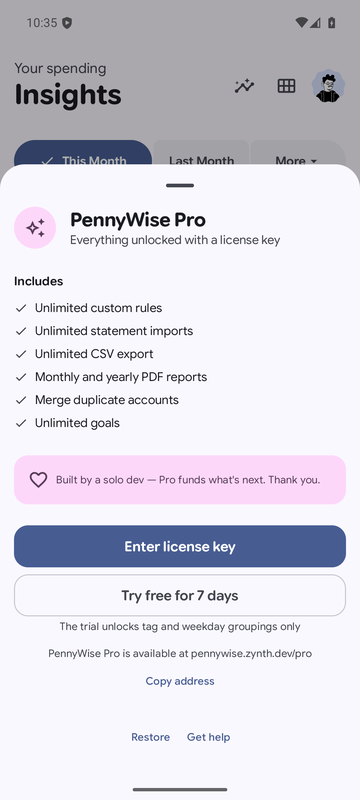 10:35
Your spending
Insights
This Month
Last Month
More
PennyWise Pro
Everything unlocked with a license key
Includes
Unlimited custom rules
Unlimited statement imports
Unlimited CSV export
Monthly and yearly PDF reports
Merge duplicate accounts
Unlimited goals
Built by a solo dev — Pro funds what's next. Thank you.
Enter license key
Try free for 7 days
The trial unlocks tag and weekday groupings only
PennyWise Pro is available at pennywise.zynth.dev/pro
Copy address
Restore
Get help